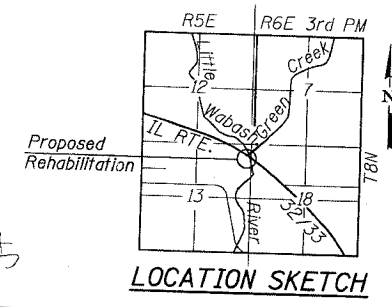 R5E R6E 3rd PM
Little
Creek
12
7
N
Wabash
Green
IL RTE.
Proposed
Rehabilitation
T8N
13
18
32/33
River
LOCATION SKETCH